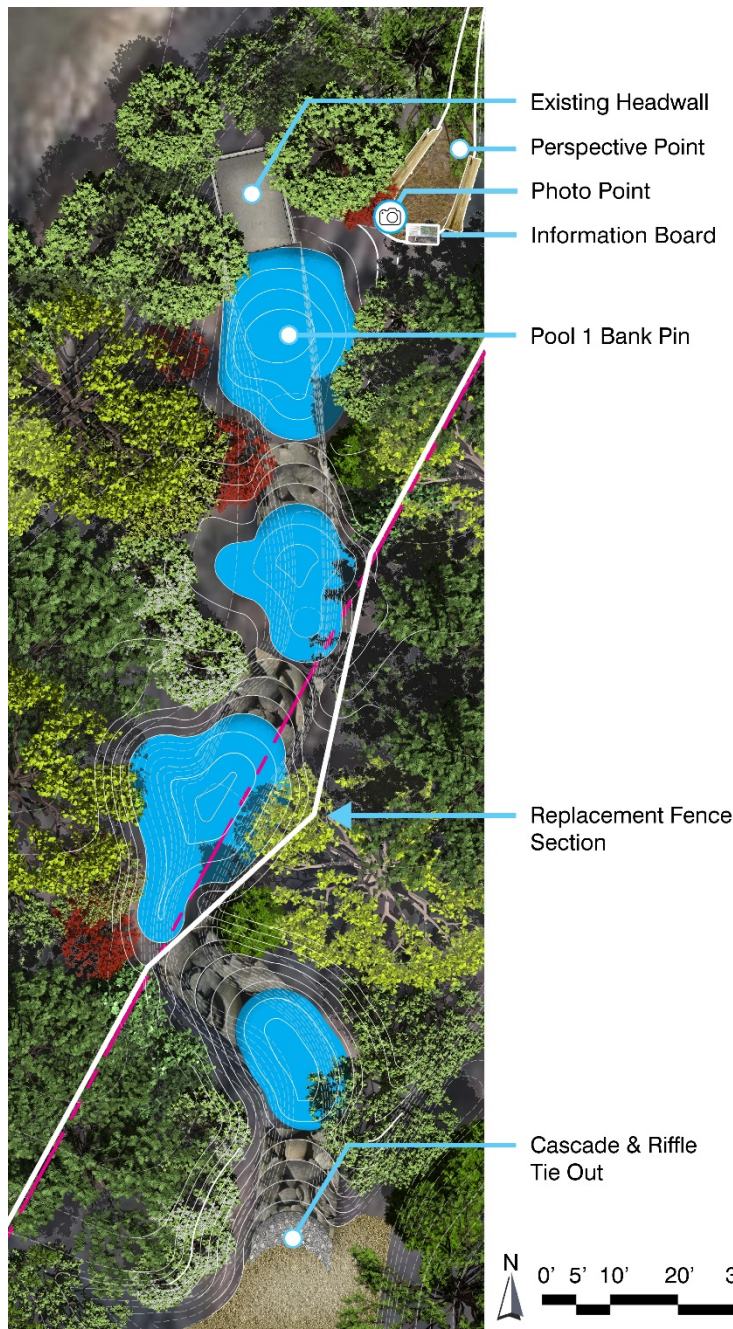 Existing Headwall
Perspective Point
Photo Point
Information Board
Pool 1 Bank Pin
Replacement Fence
Section
Cascade & Riffle
Tie Out
N
0' 5' 10' 20'